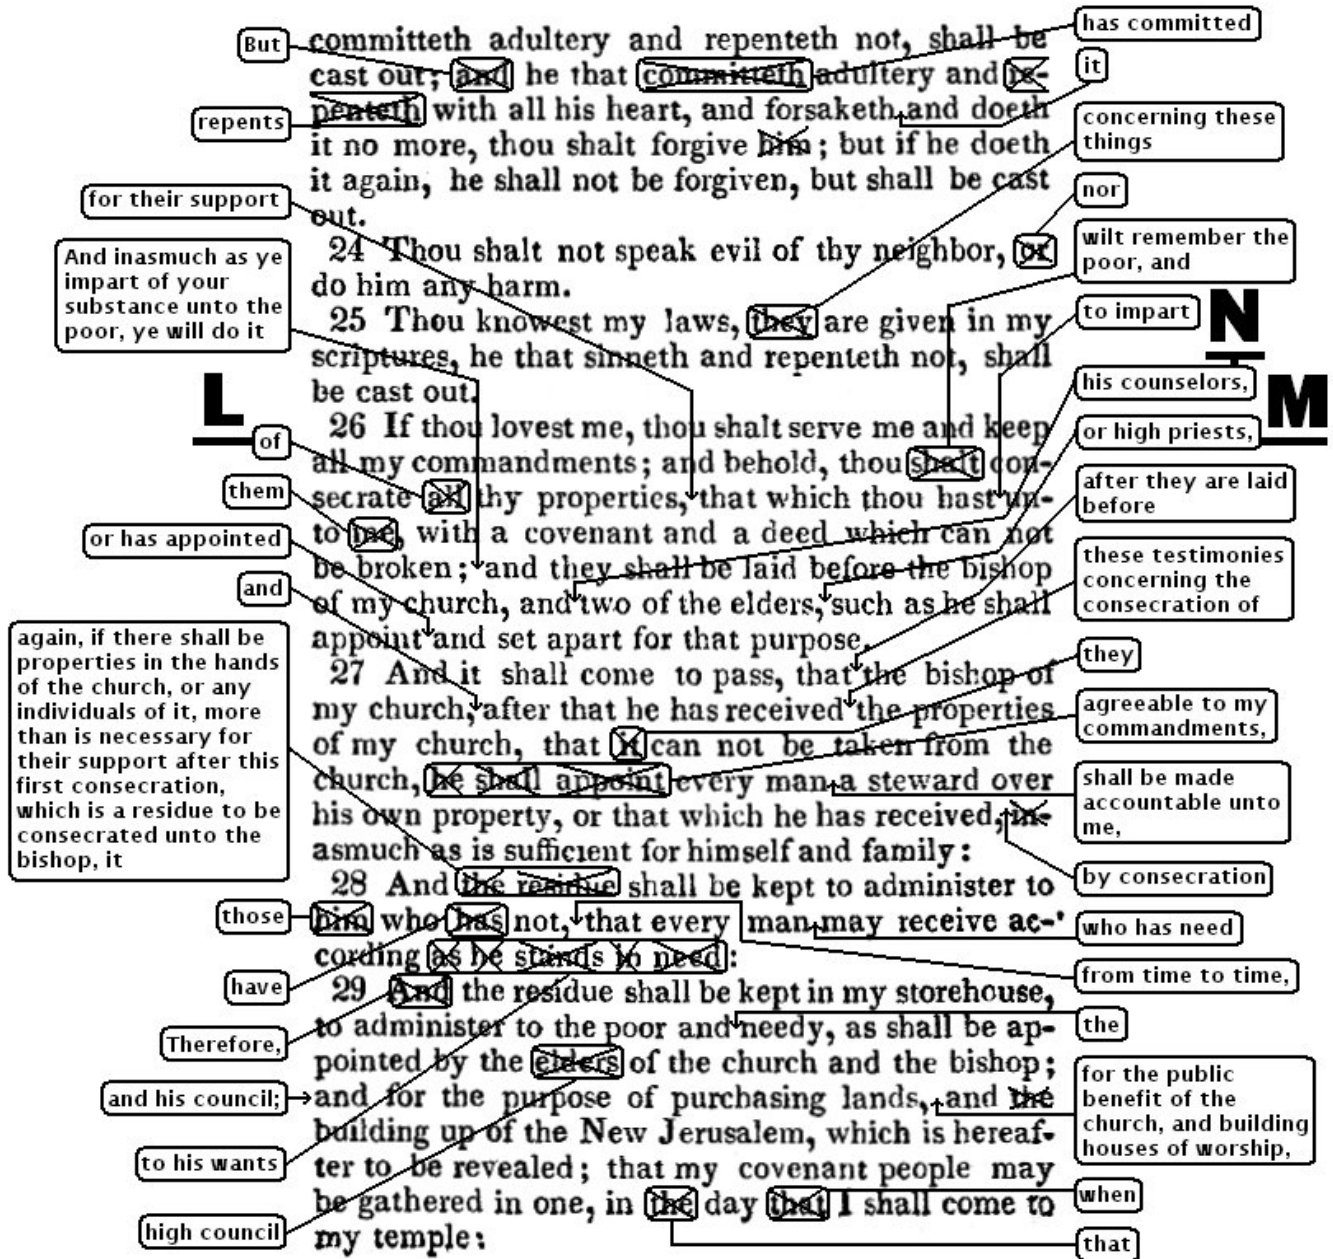 But
repents
for their support
And inasmuch as ye
impart of your
substance unto the
poor, ye will do it
L
of
them
or has appointed
and
again, if there shall be
properties in the hands
of the church, or any
individuals of it, more
than is necessary for
their support after this
first consecration,
which is a residue to be
consecrated unto the
bishop, it
those
have
Therefore,
and his council;
to his wants
high council
committeth adultery and repenteth not, shall be
cast out; and he that committeth adultery and re-
penteth with all his heart, and forsaketh and doeth
it no more, thou shalt forgive him; but if he doeth
it again, he shall not be forgiven, but shall be cast
out.
24 Thou shalt not speak evil of thy neighbor, or
do him any harm.
25 Thou knowest my laws, they are given in my
scriptures, he that sinneth and repenteth not, shall
be cast out.
26 If thou lovest me, thou shalt serve me and keep
all my commandments; and behold, thou shalt con-
secrate all thy properties, that which thou hast un-
to me, with a covenant and a deed which can not
be broken; and they shall be laid before the bishop
of my church, and two of the elders, such as he shall
appoint and set apart for that purpose.
27 And it shall come to pass, that the bishop of
my church, after that he has received the properties
of my church, that it can not be taken from the
church, he shall appoint every man a steward over
his own property, or that which he has received, in-
asmuch as is sufficient for himself and family:
28 And the residue shall be kept to administer to
him who has not, that every man may receive ac-
cording as he stands in need:
29 And the residue shall be kept in my storehouse,
to administer to the poor and needy, as shall be ap-
pointed by the elders of the church and the bishop;
and for the purpose of purchasing lands, and the
building up of the New Jerusalem, which is hereaf-
ter to be revealed; that my covenant people may
be gathered in one, in the day that I shall come to
my temple:
has committed
it
concerning these
things
nor
wilt remember the
poor, and
to impart
N
his counselors,
M
or high priests,
after they are laid
before
these testimonies
concerning the
consecration of
they
agreeable to my
commandments,
shall be made
accountable unto
me,
by consecration
who has need
from time to time,
the
for the public
benefit of the
church, and building
houses of worship,
when
that